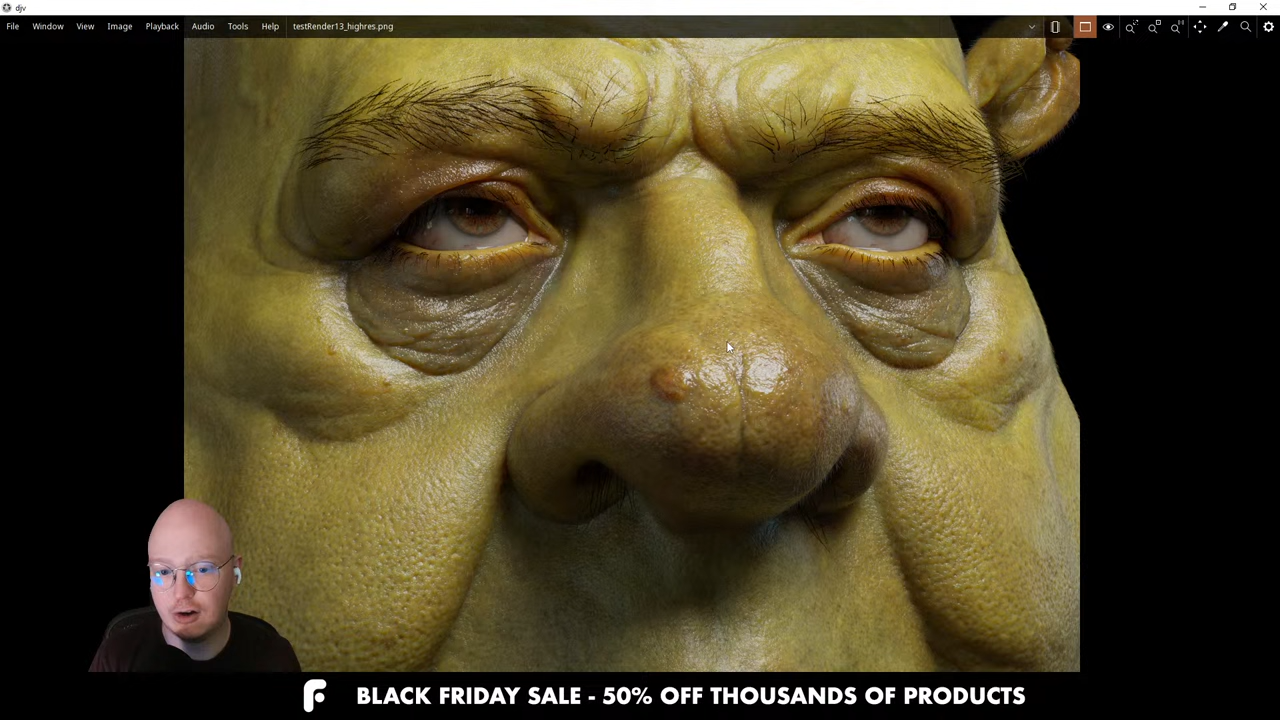 djv
File Window View Image Playback Audio Tools Help testRender13_highres.png
BLACK FRIDAY SALE - 50% OFF THOUSANDS OF PRODUCTS